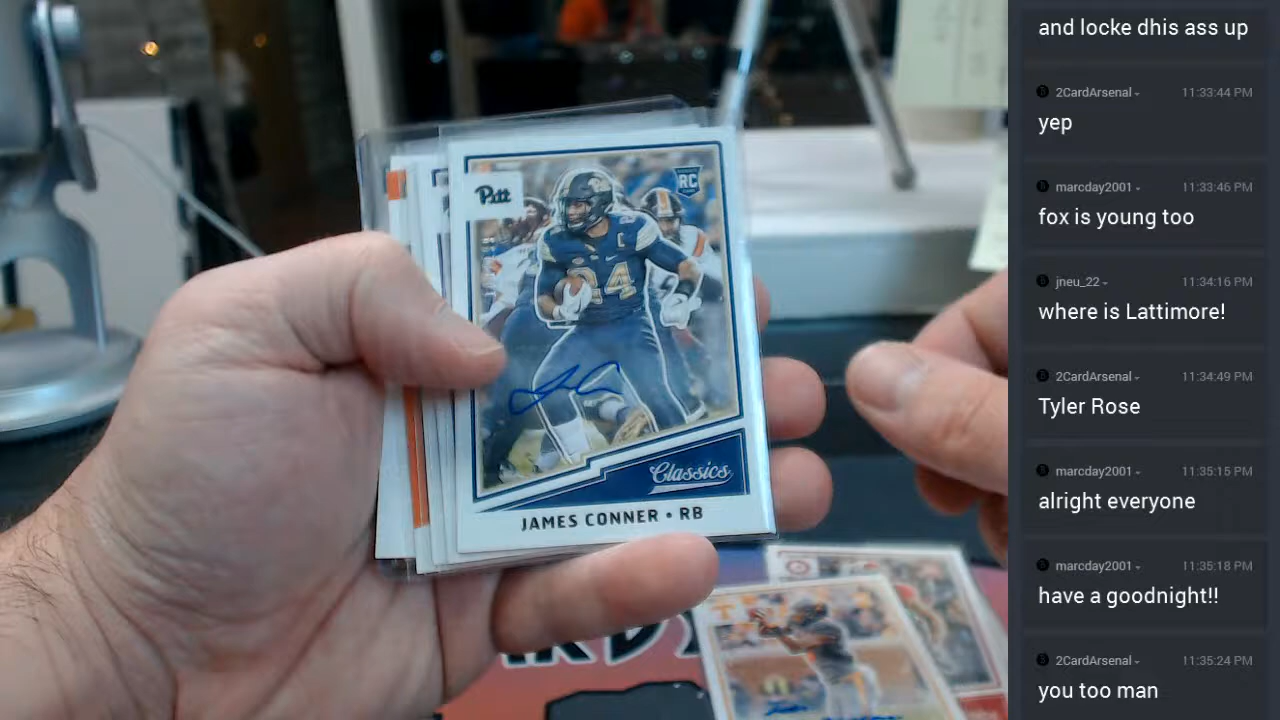 Pitt
RC
24
C
Classics
JAMES CONNER • RB
and locke dhis ass up
2CardArsenal
11:33:44 PM
yep
marcday2001
11:33:46 PM
fox is young too
jneu_22
11:34:16 PM
where is Lattimore!
2CardArsenal
11:34:49 PM
Tyler Rose
marcday2001
11:35:15 PM
alright everyone
marcday2001
11:35:18 PM
have a goodnight!!
2CardArsenal
11:35:24 PM
you too man